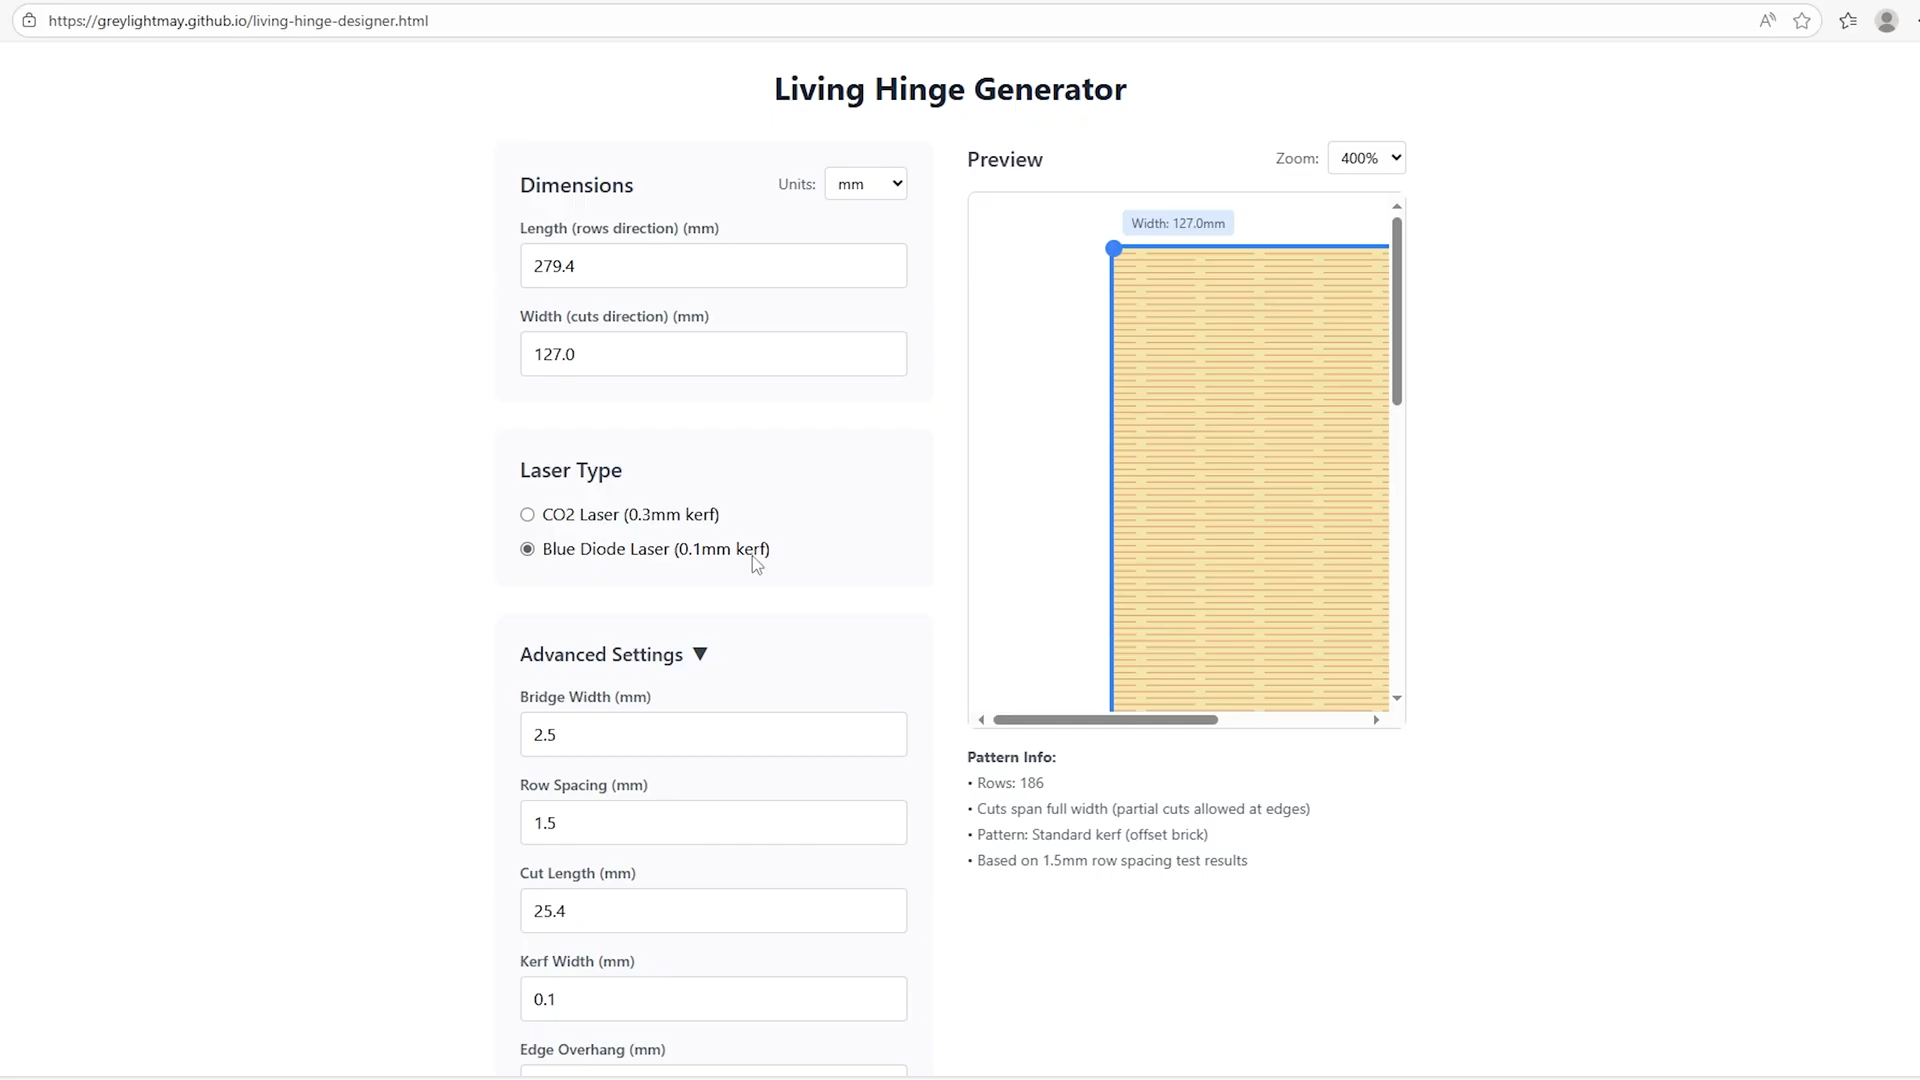 https://greylightmay.github.io/living-hinge-designer.html
Living Hinge Generator
Dimensions
Units: mm
Length (rows direction) (mm)
279.4
Width (cuts direction) (mm)
127.0
Laser Type
CO2 Laser (0.3mm kerf)
Blue Diode Laser (0.1mm kerf)
Advanced Settings ▼
Bridge Width (mm)
2.5
Row Spacing (mm)
1.5
Cut Length (mm)
25.4
Kerf Width (mm)
0.1
Edge Overhang (mm)
Preview
Zoom: 400%
Width: 127.0mm
Pattern Info:
• Rows: 186
• Cuts span full width (partial cuts allowed at edges)
• Pattern: Standard kerf (offset brick)
• Based on 1.5mm row spacing test results